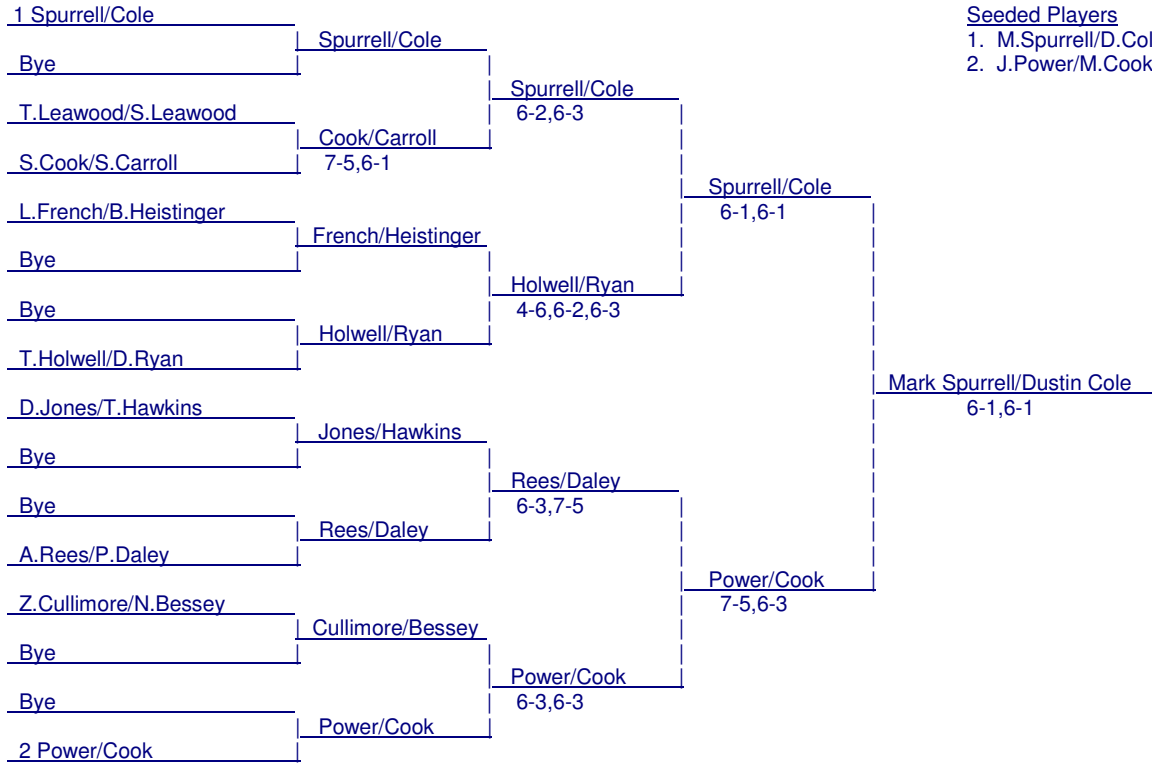 1 Spurrell/Cole
Bye
T.Leawood/S.Leawood
S.Cook/S.Carroll
L.French/B.Heistinger
Bye
Bye
T.Holwell/D.Ryan
D.Jones/T.Hawkins
Bye
Bye
A.Rees/P.Daley
Z.Cullimore/N.Bessey
Bye
Bye
2 Power/Cook
Spurrell/Cole
Cook/Carroll
7-5,6-1
French/Heistinger
Holwell/Ryan
Jones/Hawkins
Rees/Daley
Cullimore/Bessey
Power/Cook
Spurrell/Cole
6-2,6-3
Holwell/Ryan
4-6,6-2,6-3
Rees/Daley
6-3,7-5
Power/Cook
6-3,6-3
Spurrell/Cole
6-1,6-1
Power/Cook
7-5,6-3
Mark Spurrell/Dustin Cole
6-1,6-1
Seeded Players
1. M.Spurrell/D.Col
2. J.Power/M.Cook